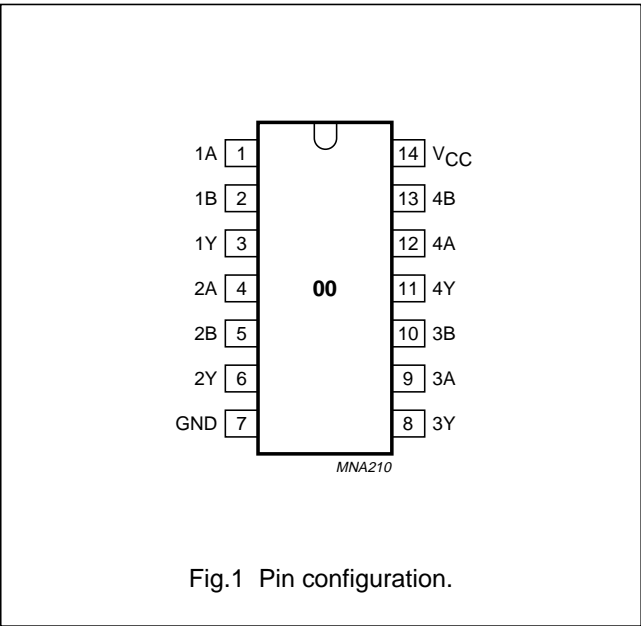 1A 1 14 VCC
1B 2 13 4B
1Y 3 12 4A
2A 4 00 11 4Y
2B 5 10 3B
2Y 6 9 3A
GND 7 8 3Y
MNA210
Fig.1 Pin configuration.